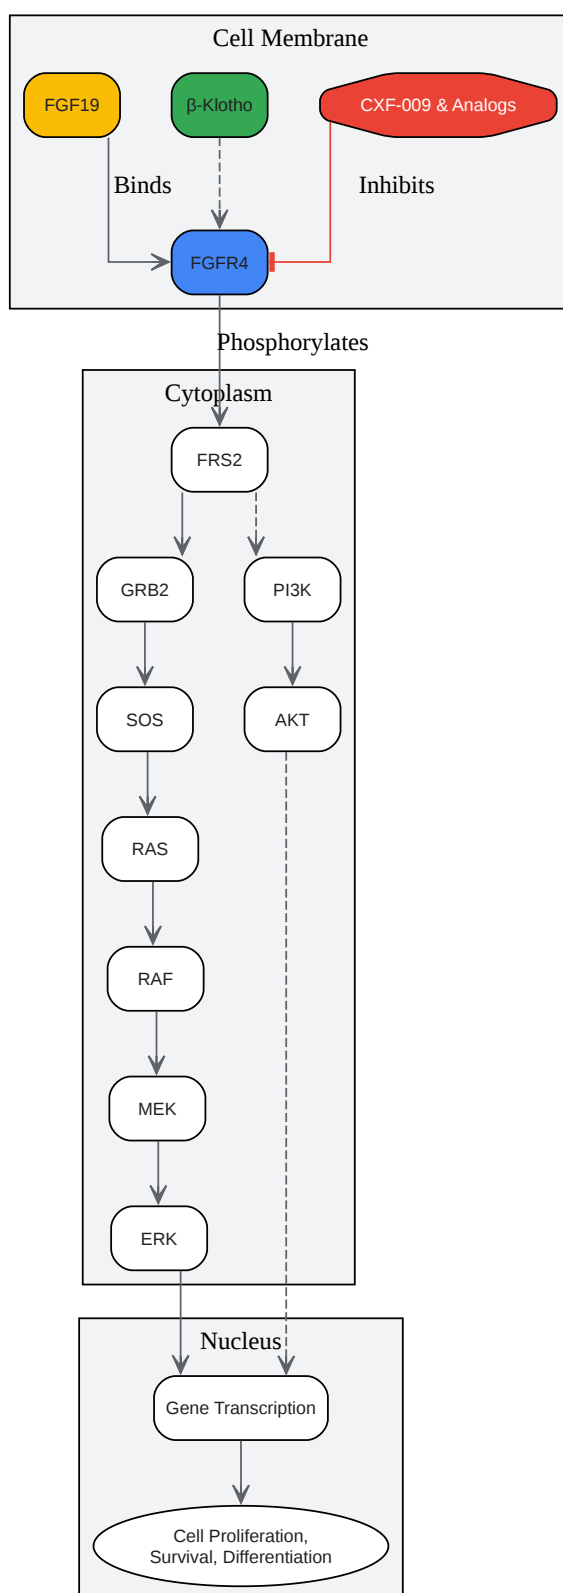 Cell Membrane
FGF19
β-Klotho
CXF-009 & Analogs
Binds
Inhibits
FGFR4
Phosphorylates
Cytoplasm
FRS2
GRB2
PI3K
SOS
AKT
RAS
RAF
MEK
ERK
Nucleus
Gene Transcription
Cell Proliferation,
Survival, Differentiation